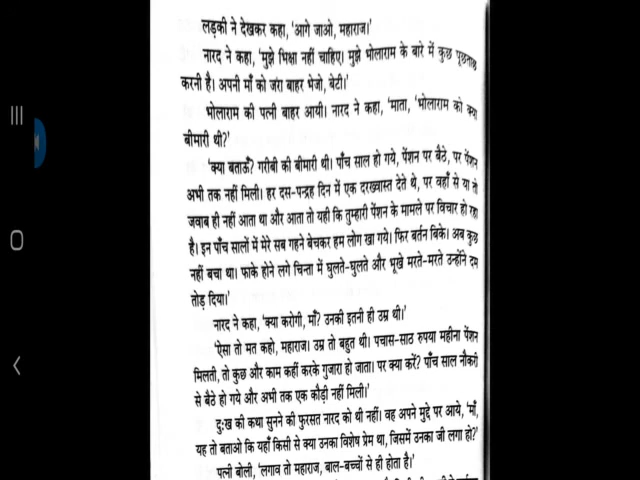 लड़की ने देखकर कहा, 'आगे जाओ, महाराज।'
नारद ने कहा, 'मुझे भिक्षा नहीं चाहिए। मुझे भोलाराम के बारे में कुछ पूछताछ
करनी है। अपनी माँ को जरा बाहर भेजो, बेटी।'
भोलाराम की पत्नी बाहर आयी। नारद ने कहा, 'माता, 'भोलाराम को क्या
बीमारी थी?'
'क्या बताऊँ? गरीबी की बीमारी थी। पाँच साल हो गये, पेंशन पर बैठे, पर पेंशन
अभी तक नहीं मिली। हर दस-पन्द्रह दिन में एक दरख्वास्त देते थे, पर वहाँ से या तो
जवाब ही नहीं आता था और आता तो यही कि तुम्हारी पेंशन के मामले पर विचार हो रहा
है। इन पाँच सालों में मेरे सब गहने बेचकर हम लोग खा गये। फिर बर्तन बिके। अब कुछ
नहीं बचा था। फाके होने लगे चिन्ता में घुलते-घुलते और भूखे मरते-मरते उन्होंने दम
तोड़ दिया।'
नारद ने कहा, 'क्या करोगी, माँ? उनकी इतनी ही उम्र थी।'
'ऐसा तो मत कहो, महाराज। उम्र तो बहुत थी। पचास-साठ रुपया महीना पेंशन
मिलती, तो कुछ और काम कहीं करके गुजारा हो जाता। पर क्या करें? पाँच साल नौकरी
से बैठे हो गये और अभी तक एक कौड़ी नहीं मिली।'
दुःख की कथा सुनने की फुरसत नारद को थी नहीं। वह अपने मुद्दे पर आये, 'माँ,
यह तो बताओ कि यहाँ किसी से क्या उनका विशेष प्रेम था, जिसमें उनका जी लगा हो?'
पत्नी बोली, 'लगाव तो महाराज, बाल-बच्चों से ही होता है।'